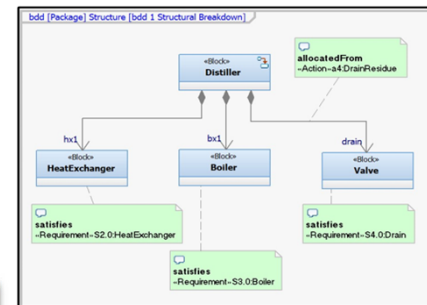 bdd [Package] Structure [bdd 1 Structural Breakdown]
allocatedFrom
«Action»a4:DrainResidue
«Block»
Distiller
hx1
bx1
drain
«Block»
HeatExchanger
«Block»
Boiler
«Block»
Valve
satisfies
«Requirement»S2.0:HeatExchanger
satisfies
«Requirement»S4.0:Drain
satisfies
«Requirement»S3.0:Boiler